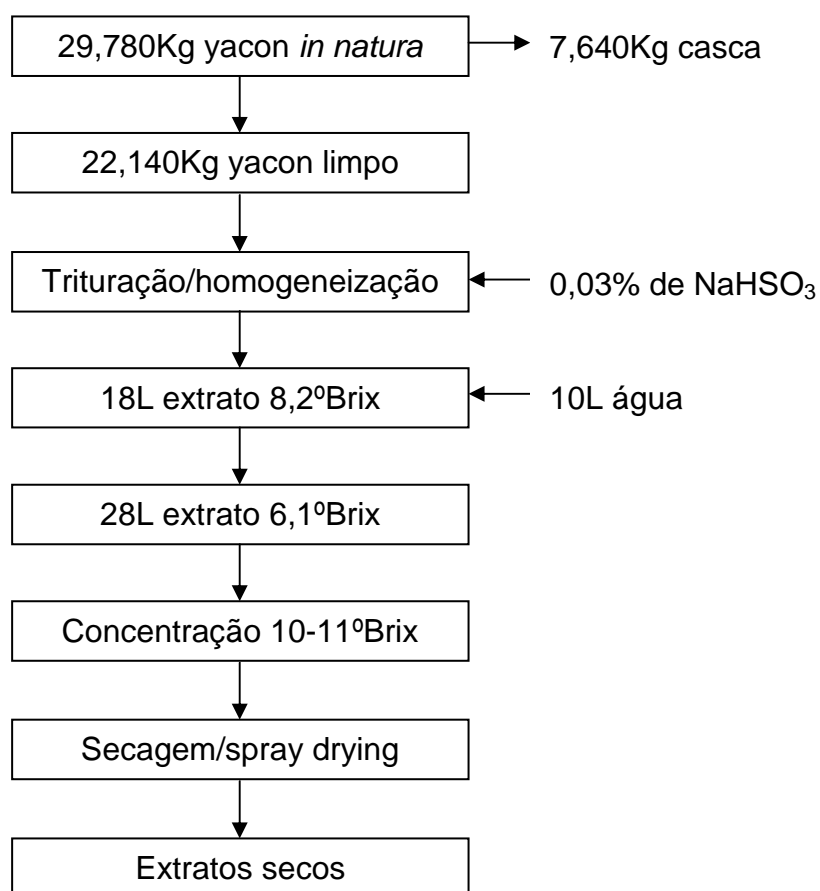 29,780Kg yacon in natura
7,640Kg casca
22,140Kg yacon limpo
Trituração/homogeneização
0,03% de NaHSO₃
18L extrato 8,2ºBrix
10L água
28L extrato 6,1ºBrix
Concentração 10-11ºBrix
Secagem/spray drying
Extratos secos